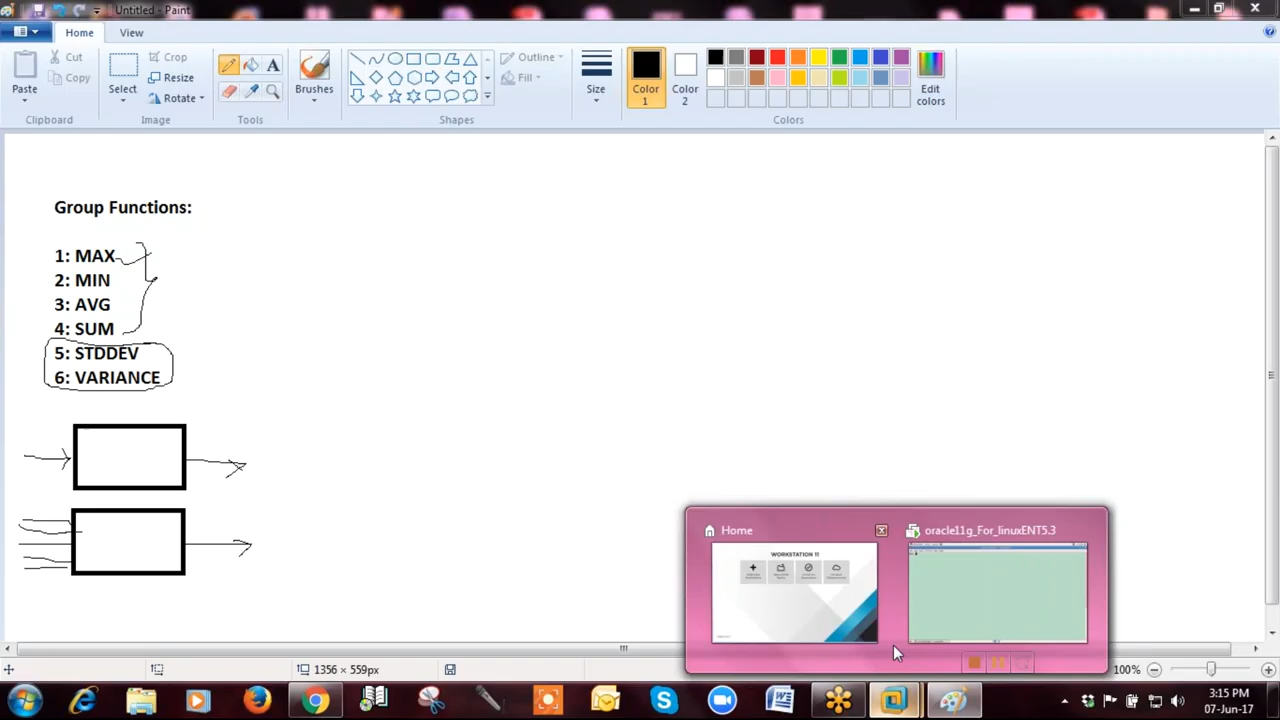 Untitled - Paint
Home
View
Paste
Cut
Copy
Clipboard
Select
Crop
Resize
Rotate
Image
Tools
Brushes
Shapes
Outline
Fill
Size
Color
1
Color
2
Edit
colors
Colors
Group Functions:
1: MAX
2: MIN
3: AVG
4: SUM
5: STDDEV
6: VARIANCE
Home
oracle11g_For_linuxENT5.3
WORKSTATION 11
1356 × 559px
100%
3:15 PM
07-Jun-17